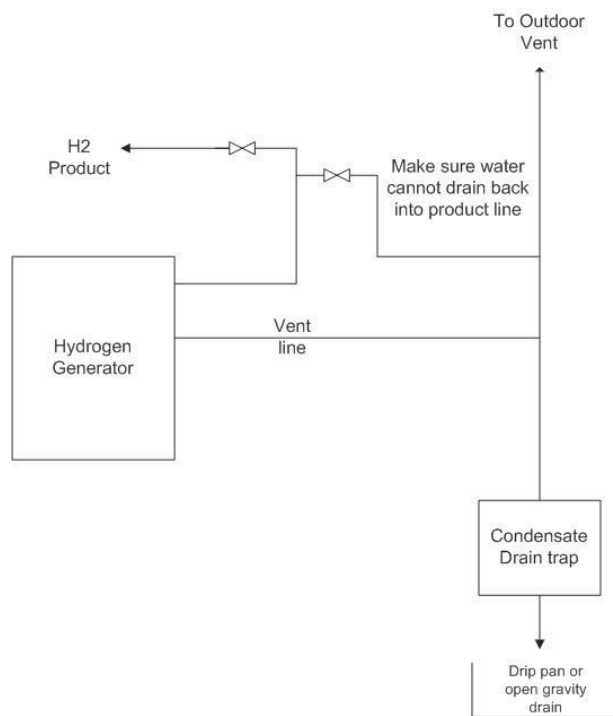 To Outdoor
Vent
H2
Product
Make sure water
cannot drain back
into product line
Hydrogen
Generator
Vent
line
Condensate
Drain trap
Drip pan or
open gravity
drain